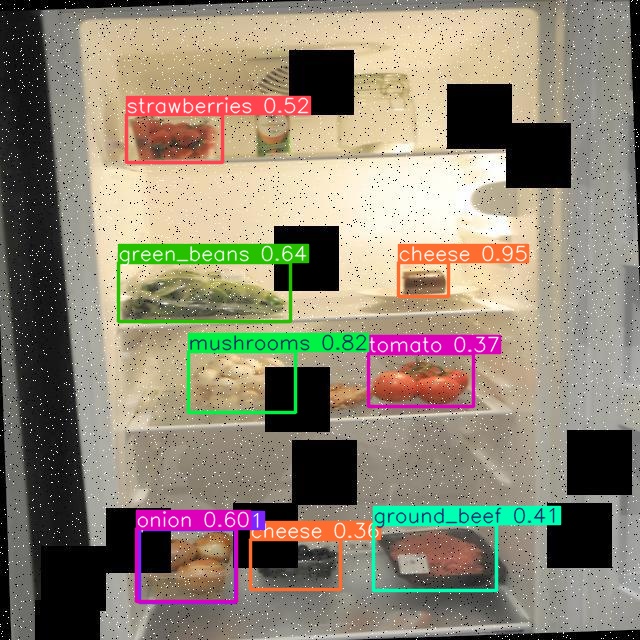 strawberries 0.52
green_beans 0.64
cheese 0.95
mushrooms 0.82
tomato 0.37
onion 0.60
cheese 0.36
ground_beef 0.41